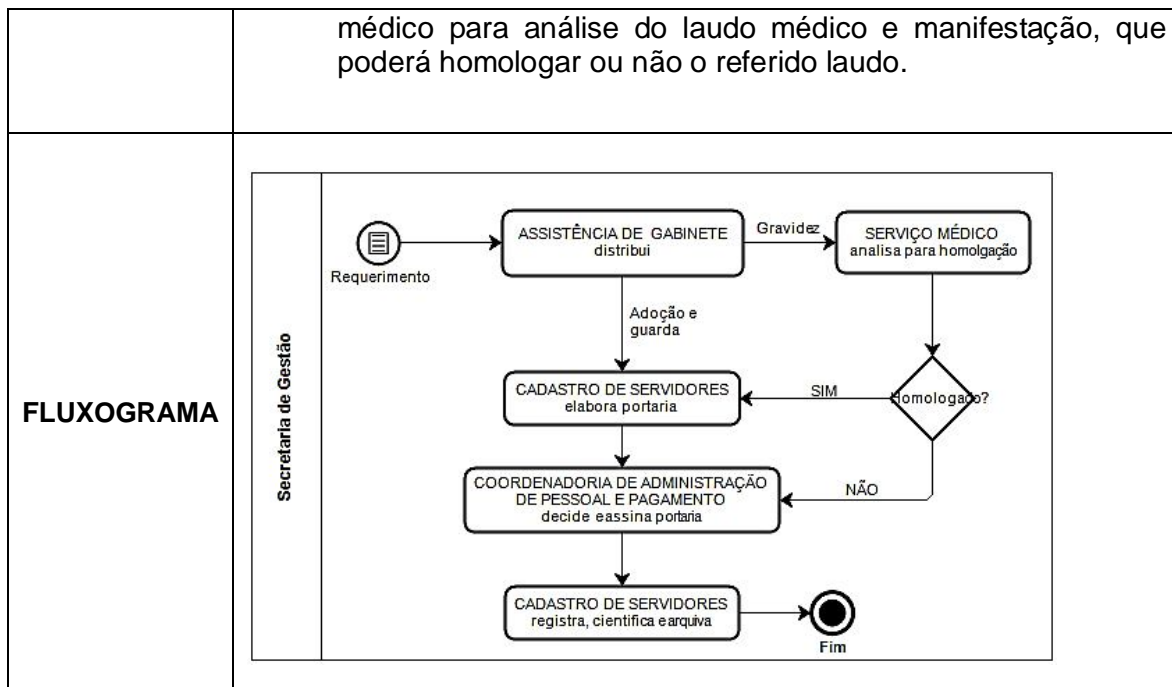 médico para análise do laudo médico e manifestação, que
poderá homologar ou não o referido laudo.
FLUXOGRAMA
Secretaria de Gestão
Requerimento
ASSISTÊNCIA DE GABINETE
distribui
Gravidez
SERVIÇO MÉDICO
analisa para homolgação
Adoção e
guarda
CADASTRO DE SERVIDORES
elabora portaria
SIM
Homologado?
COORDENADORIA DE ADMINISTRAÇÃO
DE PESSOAL E PAGAMENTO
decide eassina portaria
NÃO
CADASTRO DE SERVIDORES
registra, cientifica earquiva
Fim